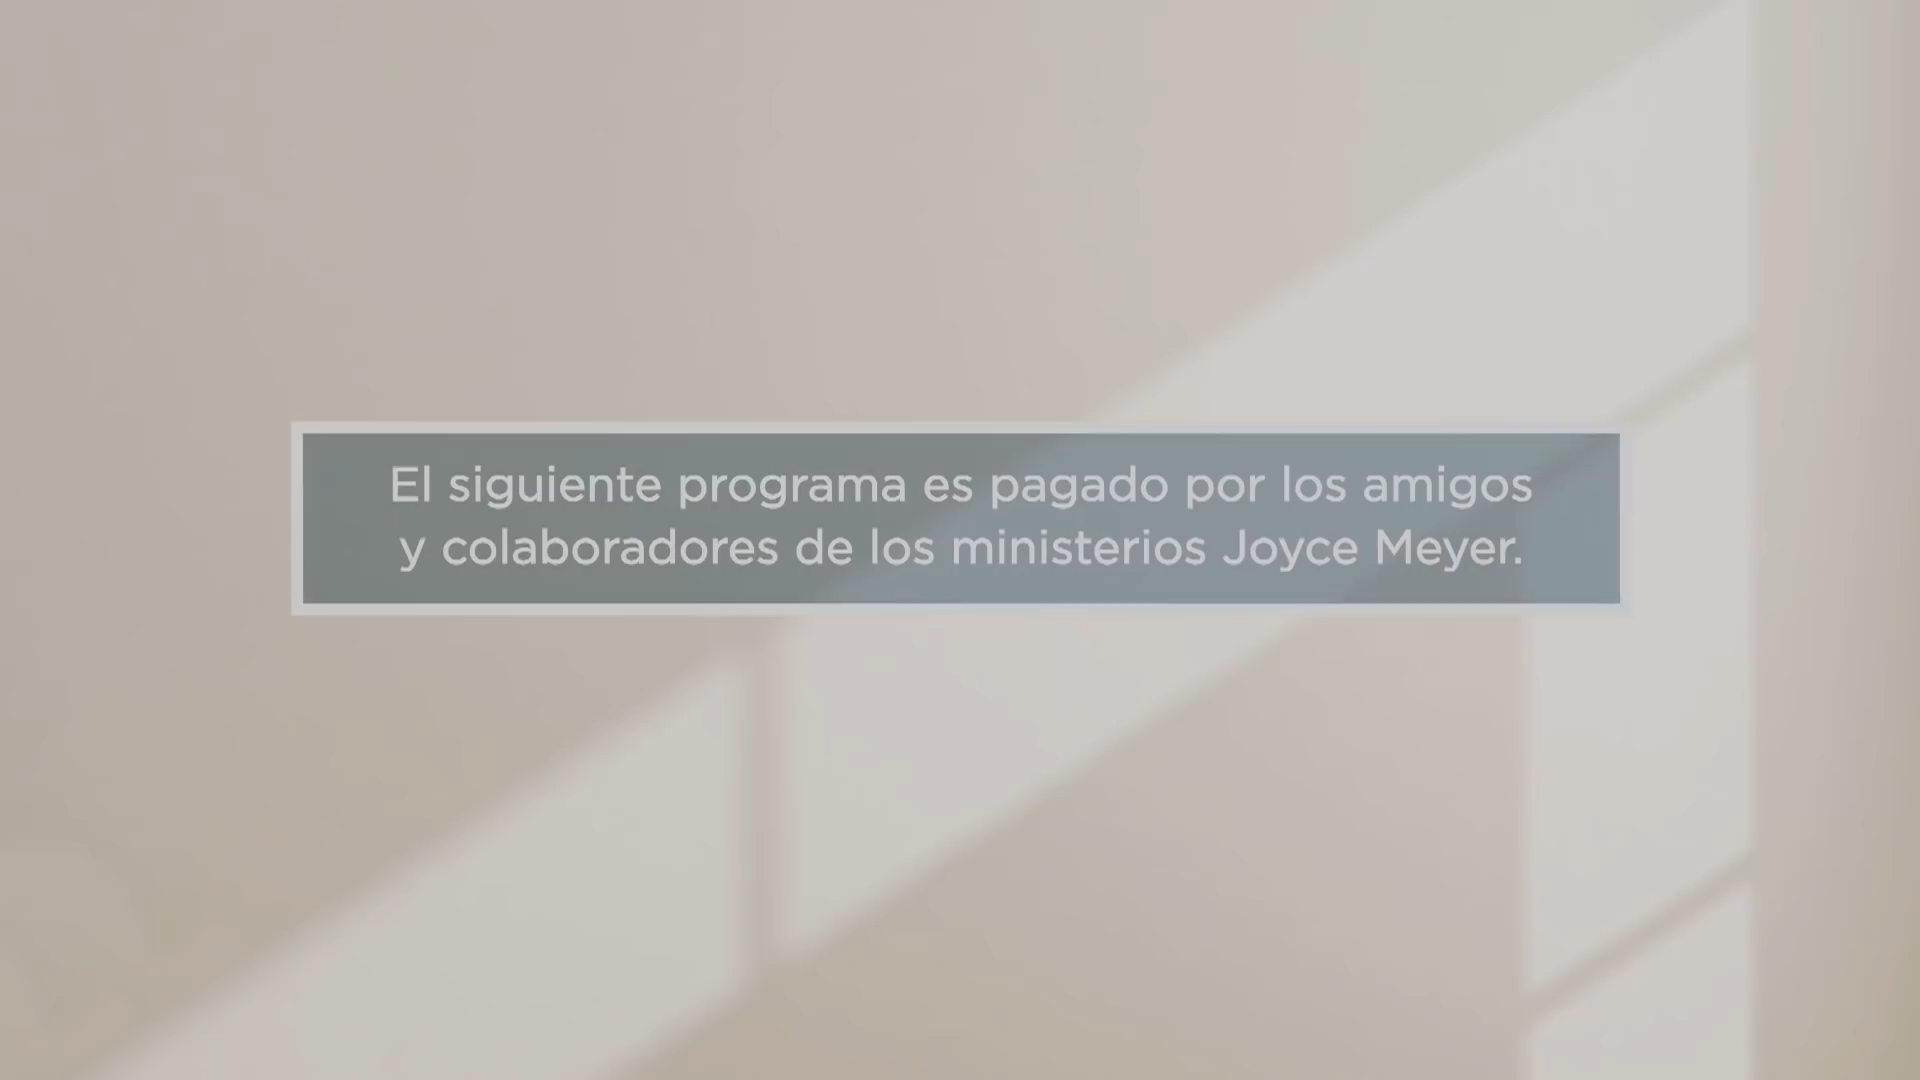 El siguiente programa es pagado por los amigos
y colaboradores de los ministerios Joyce Meyer.